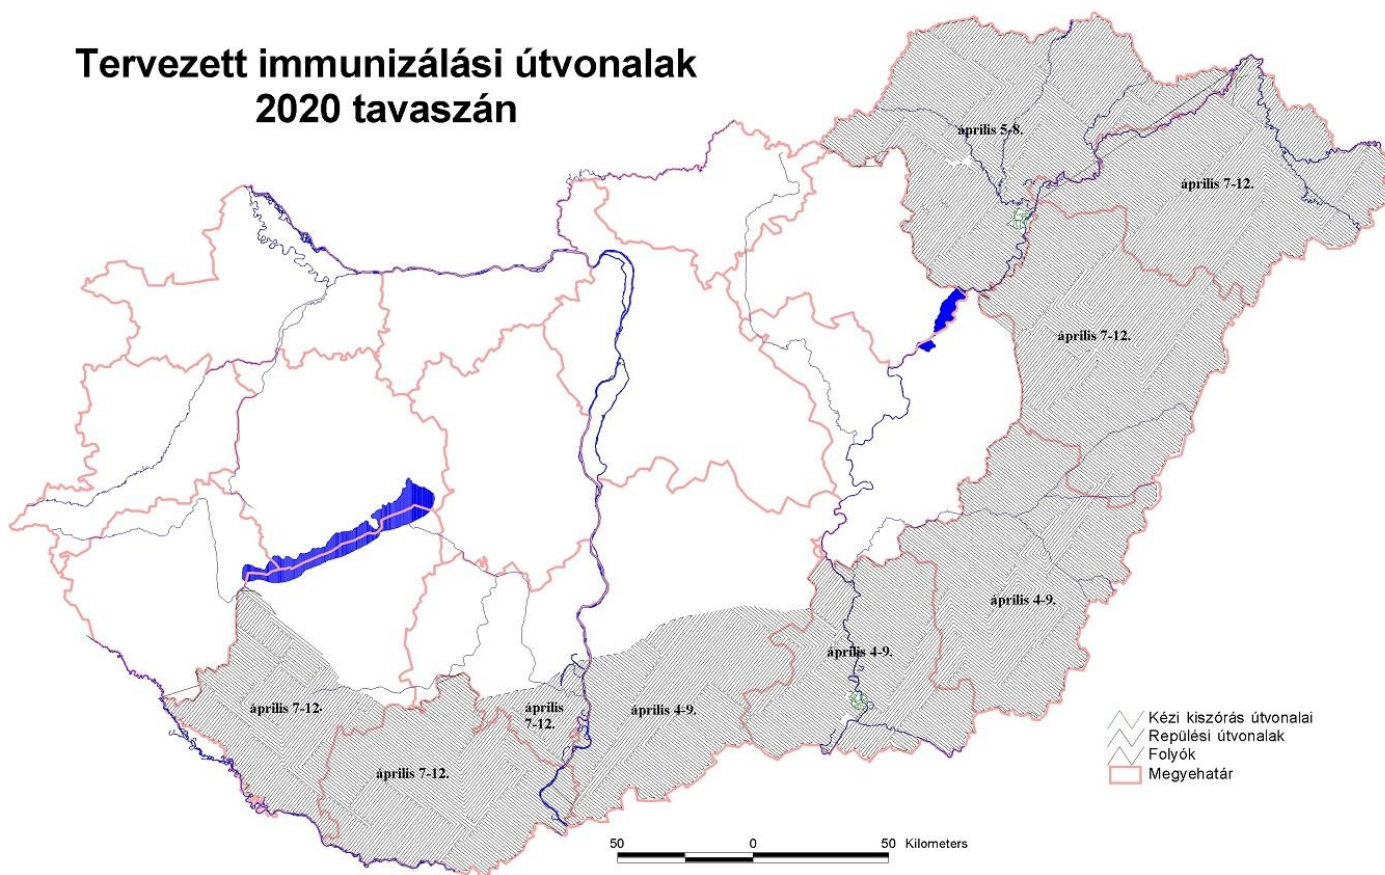 Tervezett immunizálási útvonalak
2020 tavaszán
április 5-8.
április 7-12.
április 7-12.
április 4-9.
április 4-9.
április 7-12.
április
7-12.
április 4-9.
április 7-12.
Kézi kiszórás útvonalai
Repülési útvonalak
Folyók
Megyehatár
50 0 50 Kilometers